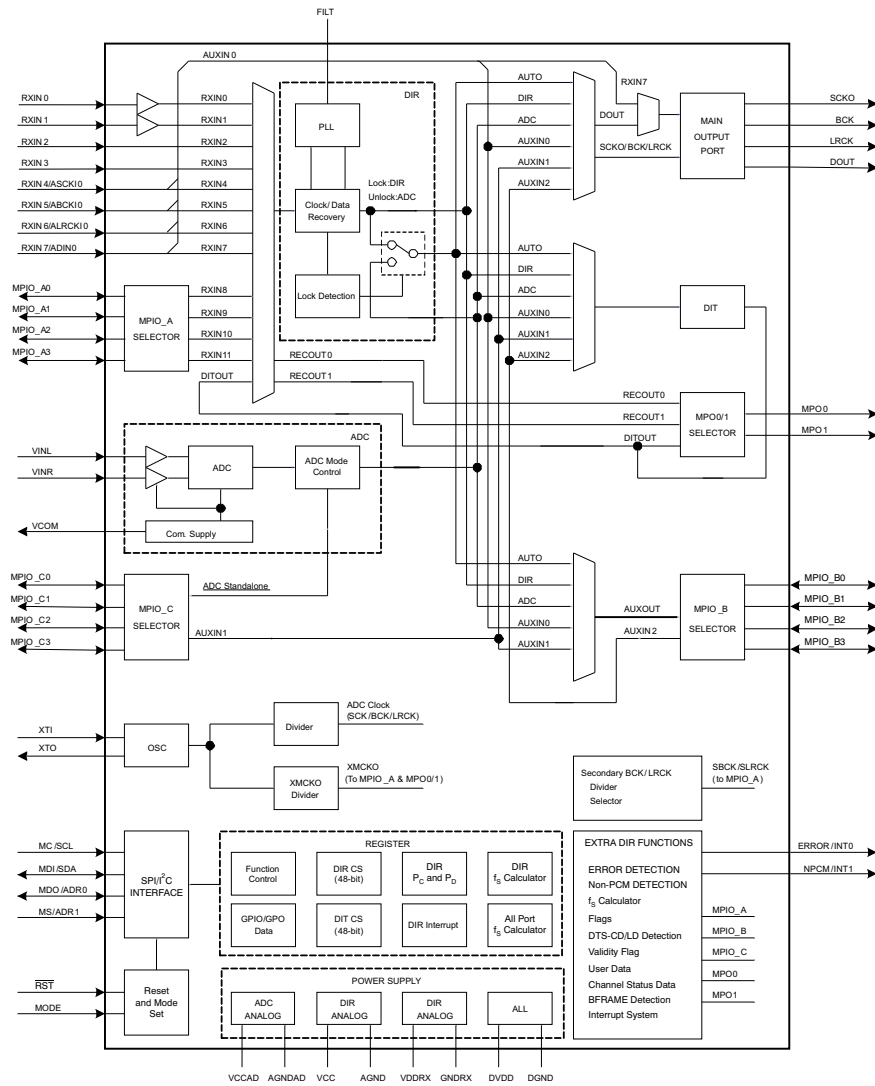 FILT
AUXIN 0
RXIN 0
RXIN 1
RXIN 2
RXIN 3
RXIN 4/ASCKI0
RXIN 5/ABCKI0
RXIN 6/ALRCKI0
RXIN 7/ADIN0
RXIN0
RXIN1
RXIN2
RXIN3
RXIN4
RXIN5
RXIN6
RXIN7
MPIO_A0
MPIO_A1
MPIO_A2
MPIO_A3
MPIO_A
SELECTOR
RXIN8
RXIN9
RXIN10
RXIN11
DITOUT
RECOUT0
RECOUT1
DIR
PLL
Clock/Data
Recovery
Lock Detection
Lock:DIR
Unlock:ADC
AUTO
DIR
ADC
AUXIN0
AUXIN1
AUXIN2
RXIN7
DOUT
SCKO/BCK/LRCK
MAIN
OUTPUT
PORT
SCKO
BCK
LRCK
DOUT
AUTO
DIR
ADC
AUXIN0
AUXIN1
AUXIN2
DIT
RECOUT0
RECOUT1
DITOUT
MPO0/1
SELECTOR
MPO0
MPO1
VINL
VINR
VCOM
ADC
ADC
ADC Mode
Control
Com. Supply
MPIO_C0
MPIO_C1
MPIO_C2
MPIO_C3
MPIO_C
SELECTOR
ADC Standalone
AUXIN1
AUTO
DIR
ADC
AUXIN0
AUXIN1
AUXOUT
AUXIN2
MPIO_B
SELECTOR
MPIO_B0
MPIO_B1
MPIO_B2
MPIO_B3
XTI
XTO
OSC
Divider
ADC Clock
(SCK/BCK/LRCK)
XMCKO
Divider
XMCKO
(To MPIO_A & MPO0/1)
Secondary BCK/LRCK
Divider
Selector
SBCK/SLRCK
(to MPIO_A)
MC/SCL
MDI/SDA
MDO/ADR0
MS/ADR1
SPI/I²C
INTERFACE
RST
MODE
Reset
and Mode
Set
REGISTER
Function
Control
DIR CS
(48-bit)
DIR
PC and PD
DIR
fS Calculator
GPIO/GPO
Data
DIT CS
(48-bit)
DIR Interrupt
All Port
fS Calculator
POWER SUPPLY
ADC
ANALOG
DIR
ANALOG
DIR
ANALOG
ALL
VCCAD
AGNDAD
VCC
AGND
VDDRX
GNDRX
DVDD
DGND
EXTRA DIR FUNCTIONS
ERROR DETECTION
Non-PCM DETECTION
fS Calculator
Flags
DTS-CD/LD Detection
Validity Flag
User Data
Channel Status Data
BFRAME Detection
Interrupt System
ERROR/INT0
NPCM/INT1
MPIO_A
MPIO_B
MPIO_C
MPO0
MPO1